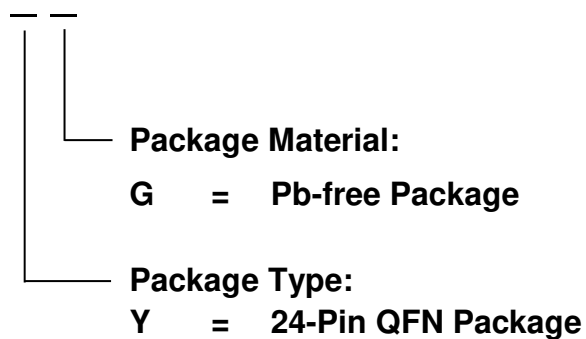 Package Material:
G = Pb-free Package
Package Type:
Y = 24-Pin QFN Package